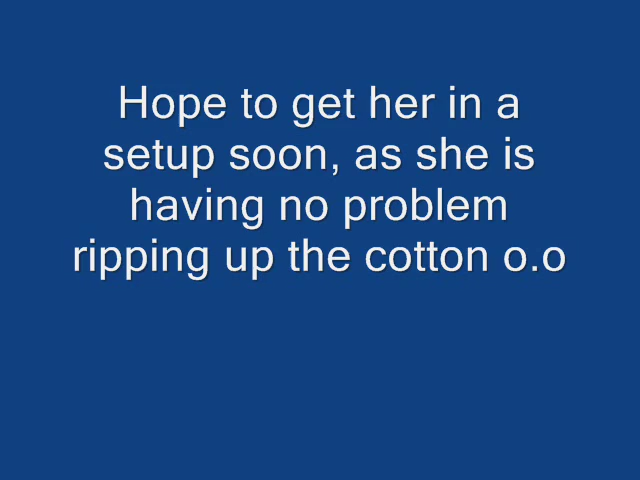 Hope to get her in a
setup soon, as she is
having no problem
ripping up the cotton o.o